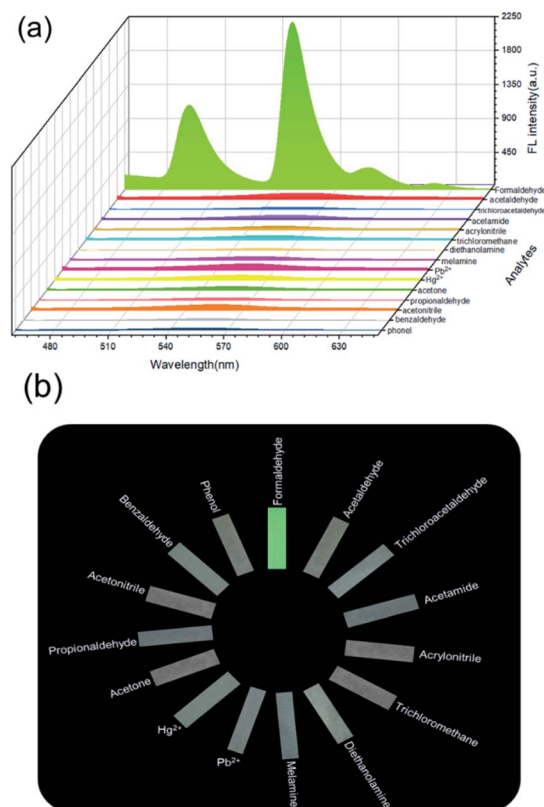 (a)
2250
1800
1350
900
450
FL intensity(a.u.)
Formaldehyde
acetaldehyde
trichloroacetaldehyde
acetamide
acrylonitrile
trichloromethane
diethanolamine
melamine
Pb²⁺
Hg²⁺
acetone
propionaldehyde
acetonitrile
benzaldehyde
phonel
Analytes
480 510 540 570 600 630
Wavelength(nm)
(b)
Formaldehyde
Acetaldehyde
Trichloroacetaldehyde
Acetamide
Acrylonitrile
Trichloromethane
Diethanolamine
Melamine
Pb²⁺
Hg²⁺
Acetone
Propionaldehyde
Acetonitrile
Benzaldehyde
Phenol